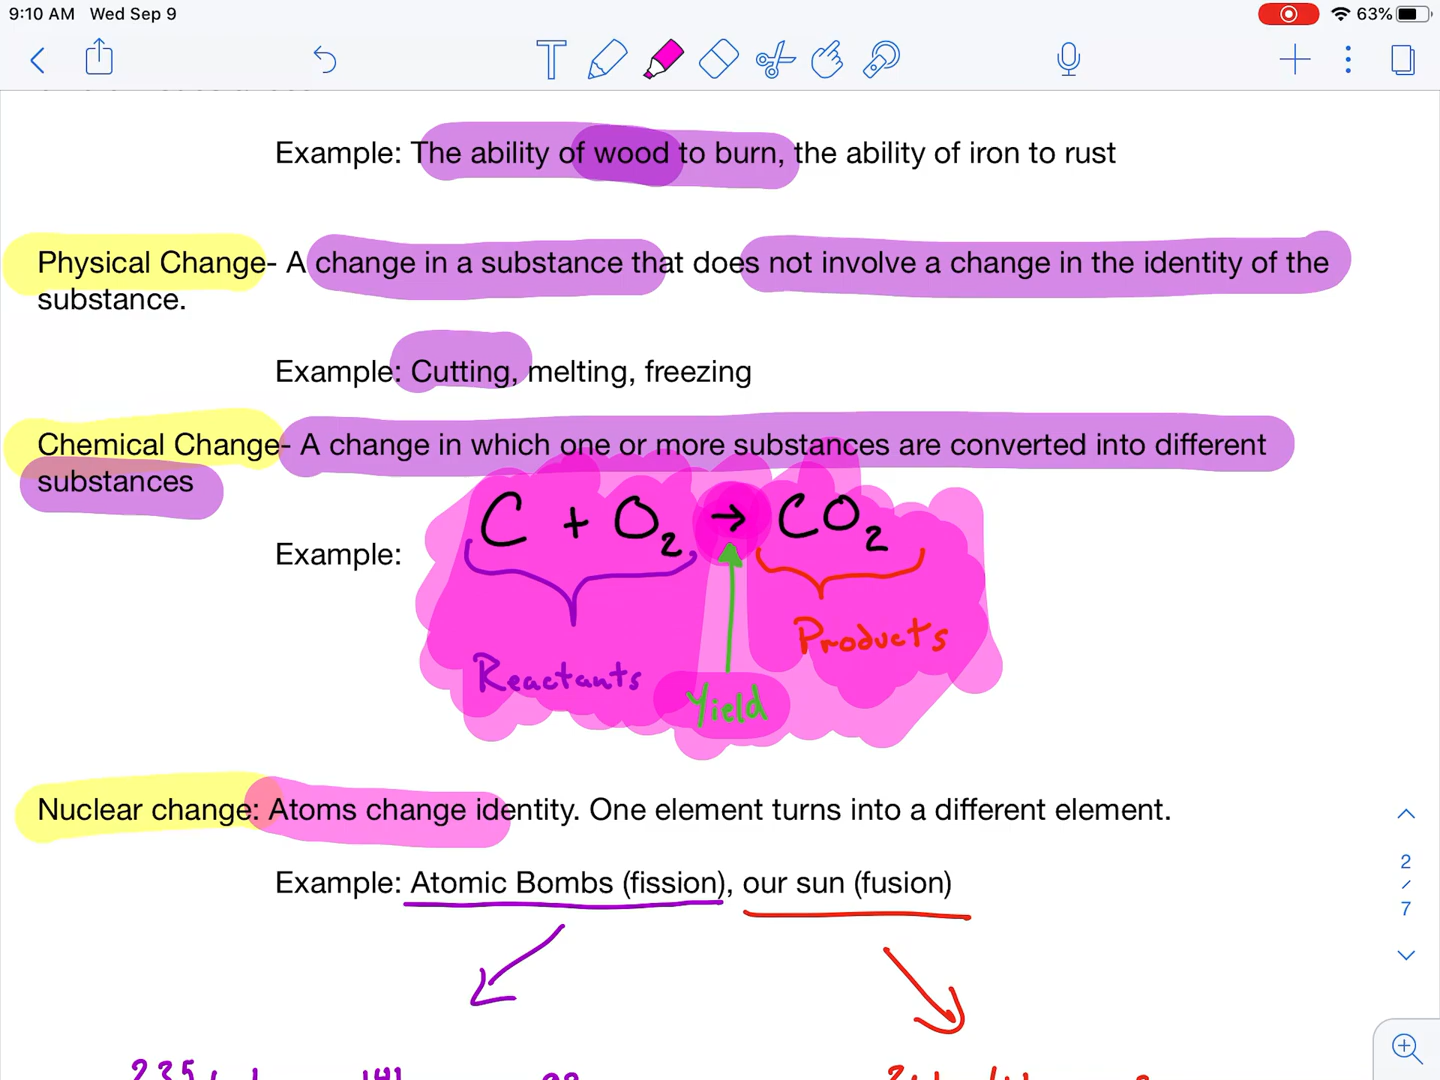 9:10 AM Wed Sep 9
63%
Example: The ability of wood to burn, the ability of iron to rust
Physical Change- A change in a substance that does not involve a change in the identity of the
substance.
Example: Cutting, melting, freezing
Chemical Change- A change in which one or more substances are converted into different
substances
C + O₂ → CO₂
Example:
Products
Reactants
Yield
Nuclear change: Atoms change identity. One element turns into a different element.
Example: Atomic Bombs (fission), our sun (fusion)
2
/
7
235
141